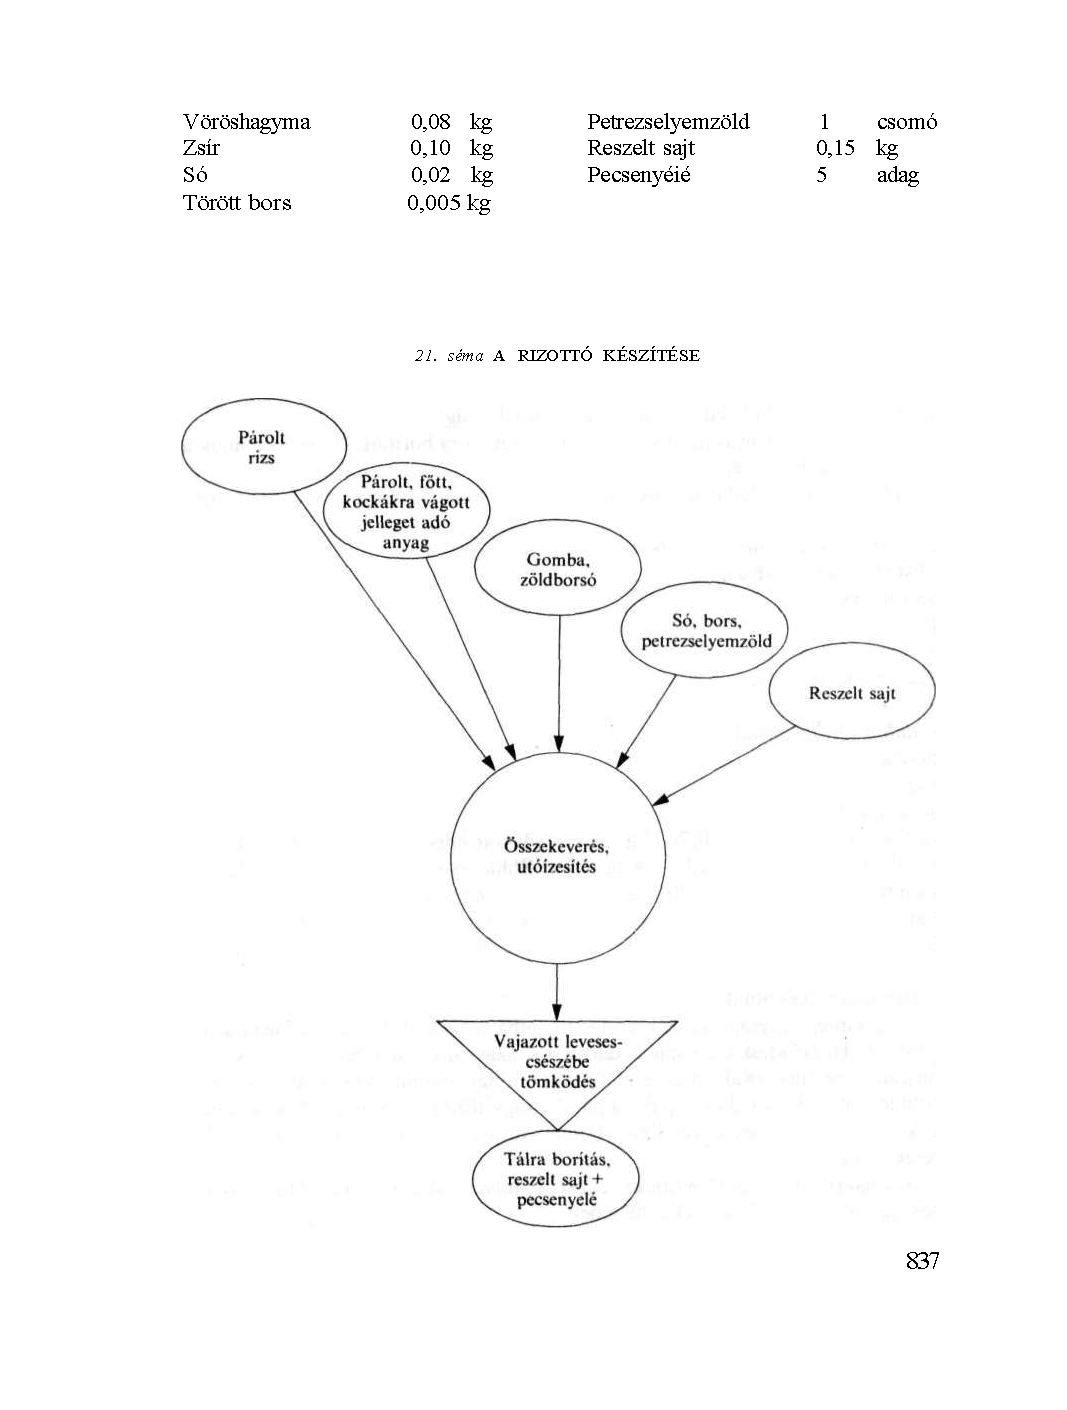 Vöröshagyma 0,08 kg
Zsír 0,10 kg
Só 0,02 kg
Törött bors 0,005 kg
Petrezselyemzöld 1 csomó
Reszelt sajt 0,15 kg
Pecsenyéié 5 adag
21. séma A RIZOTTÓ KÉSZÍTÉSE
Párolt
rizs
Párolt, főtt,
kockákra vágott
jelleget adó
anyag
Gomba,
zöldborsó
Só, bors,
petrezselyemzöld
Reszelt sajt
Összekeverés,
utóízesítés
Vajazott leveses-
csészébe
tömködés
Tálra borítás,
reszelt sajt +
pecsenyelé
837